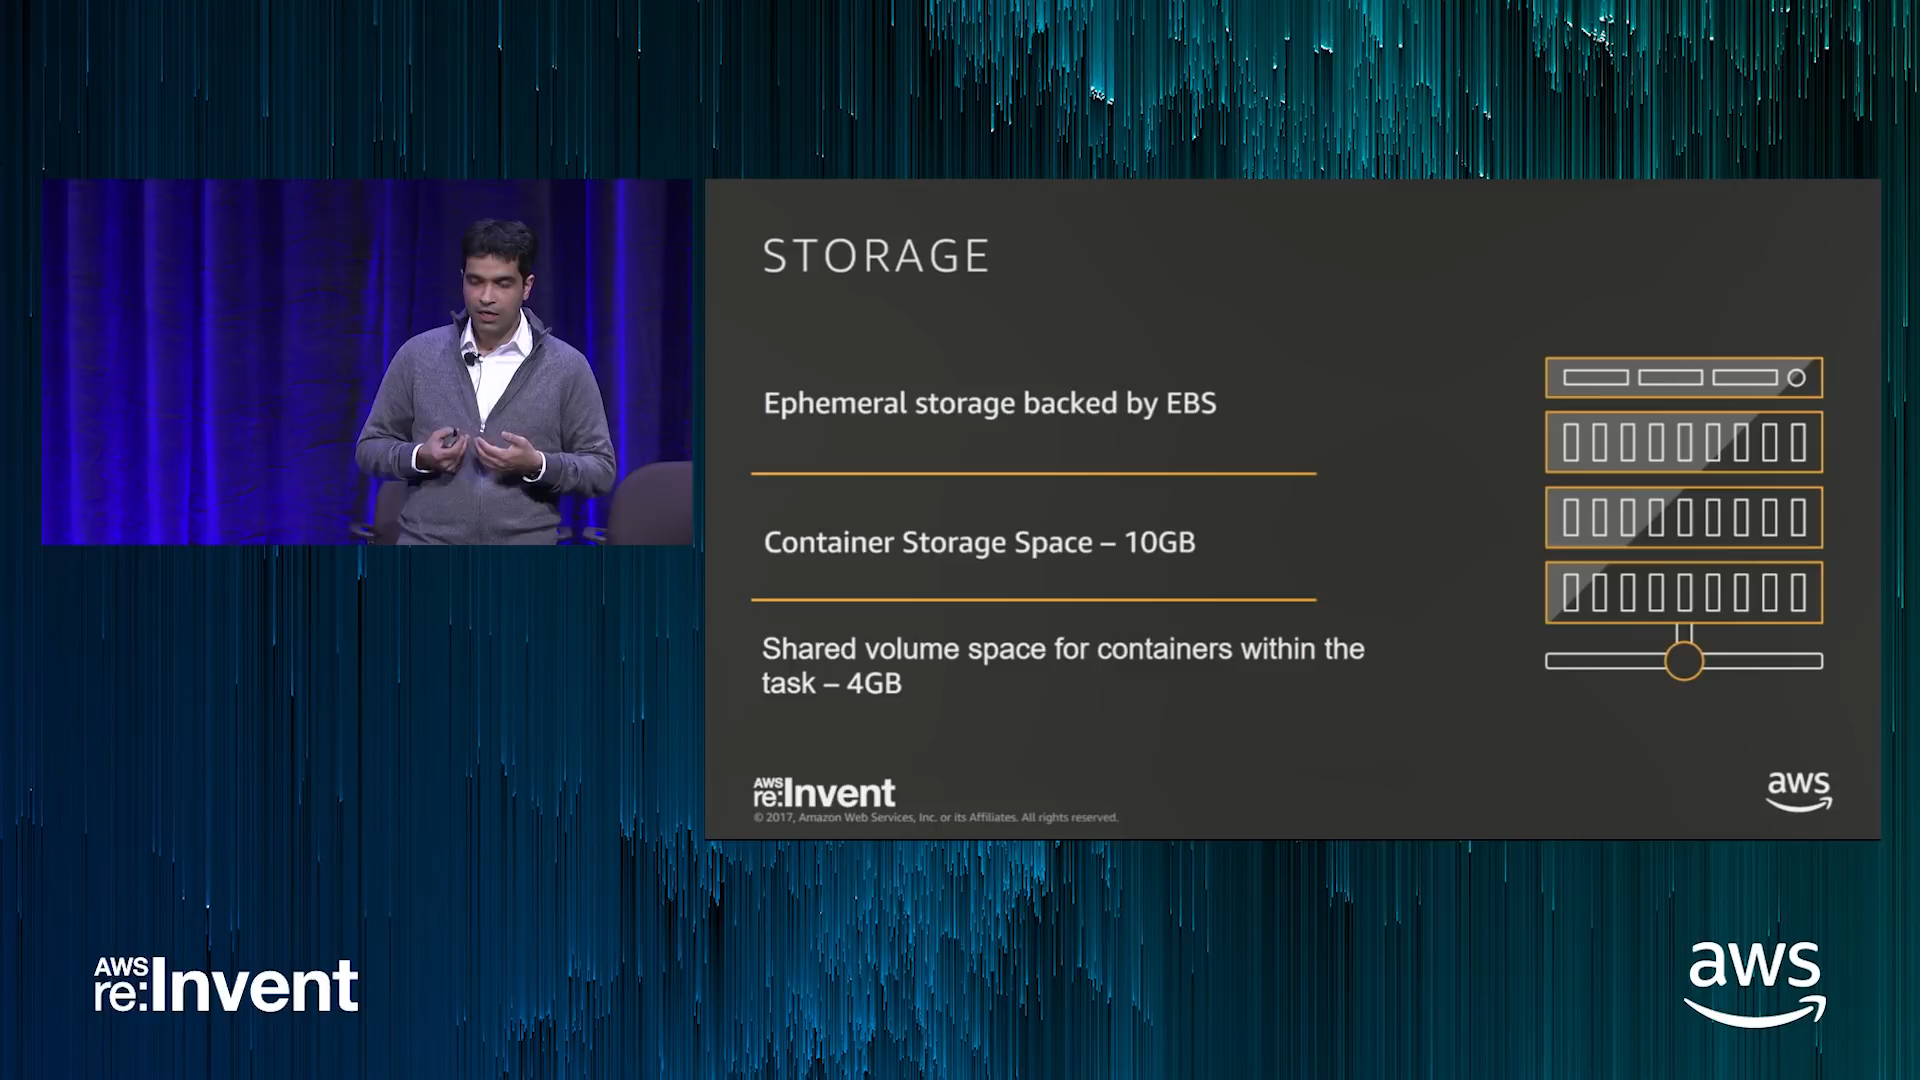 STORAGE
Ephemeral storage backed by EBS
Container Storage Space – 10GB
Shared volume space for containers within the
task – 4GB
AWS
re:Invent
© 2017, Amazon Web Services, Inc. or its Affiliates. All rights reserved.
aws
AWS
re:Invent
aws